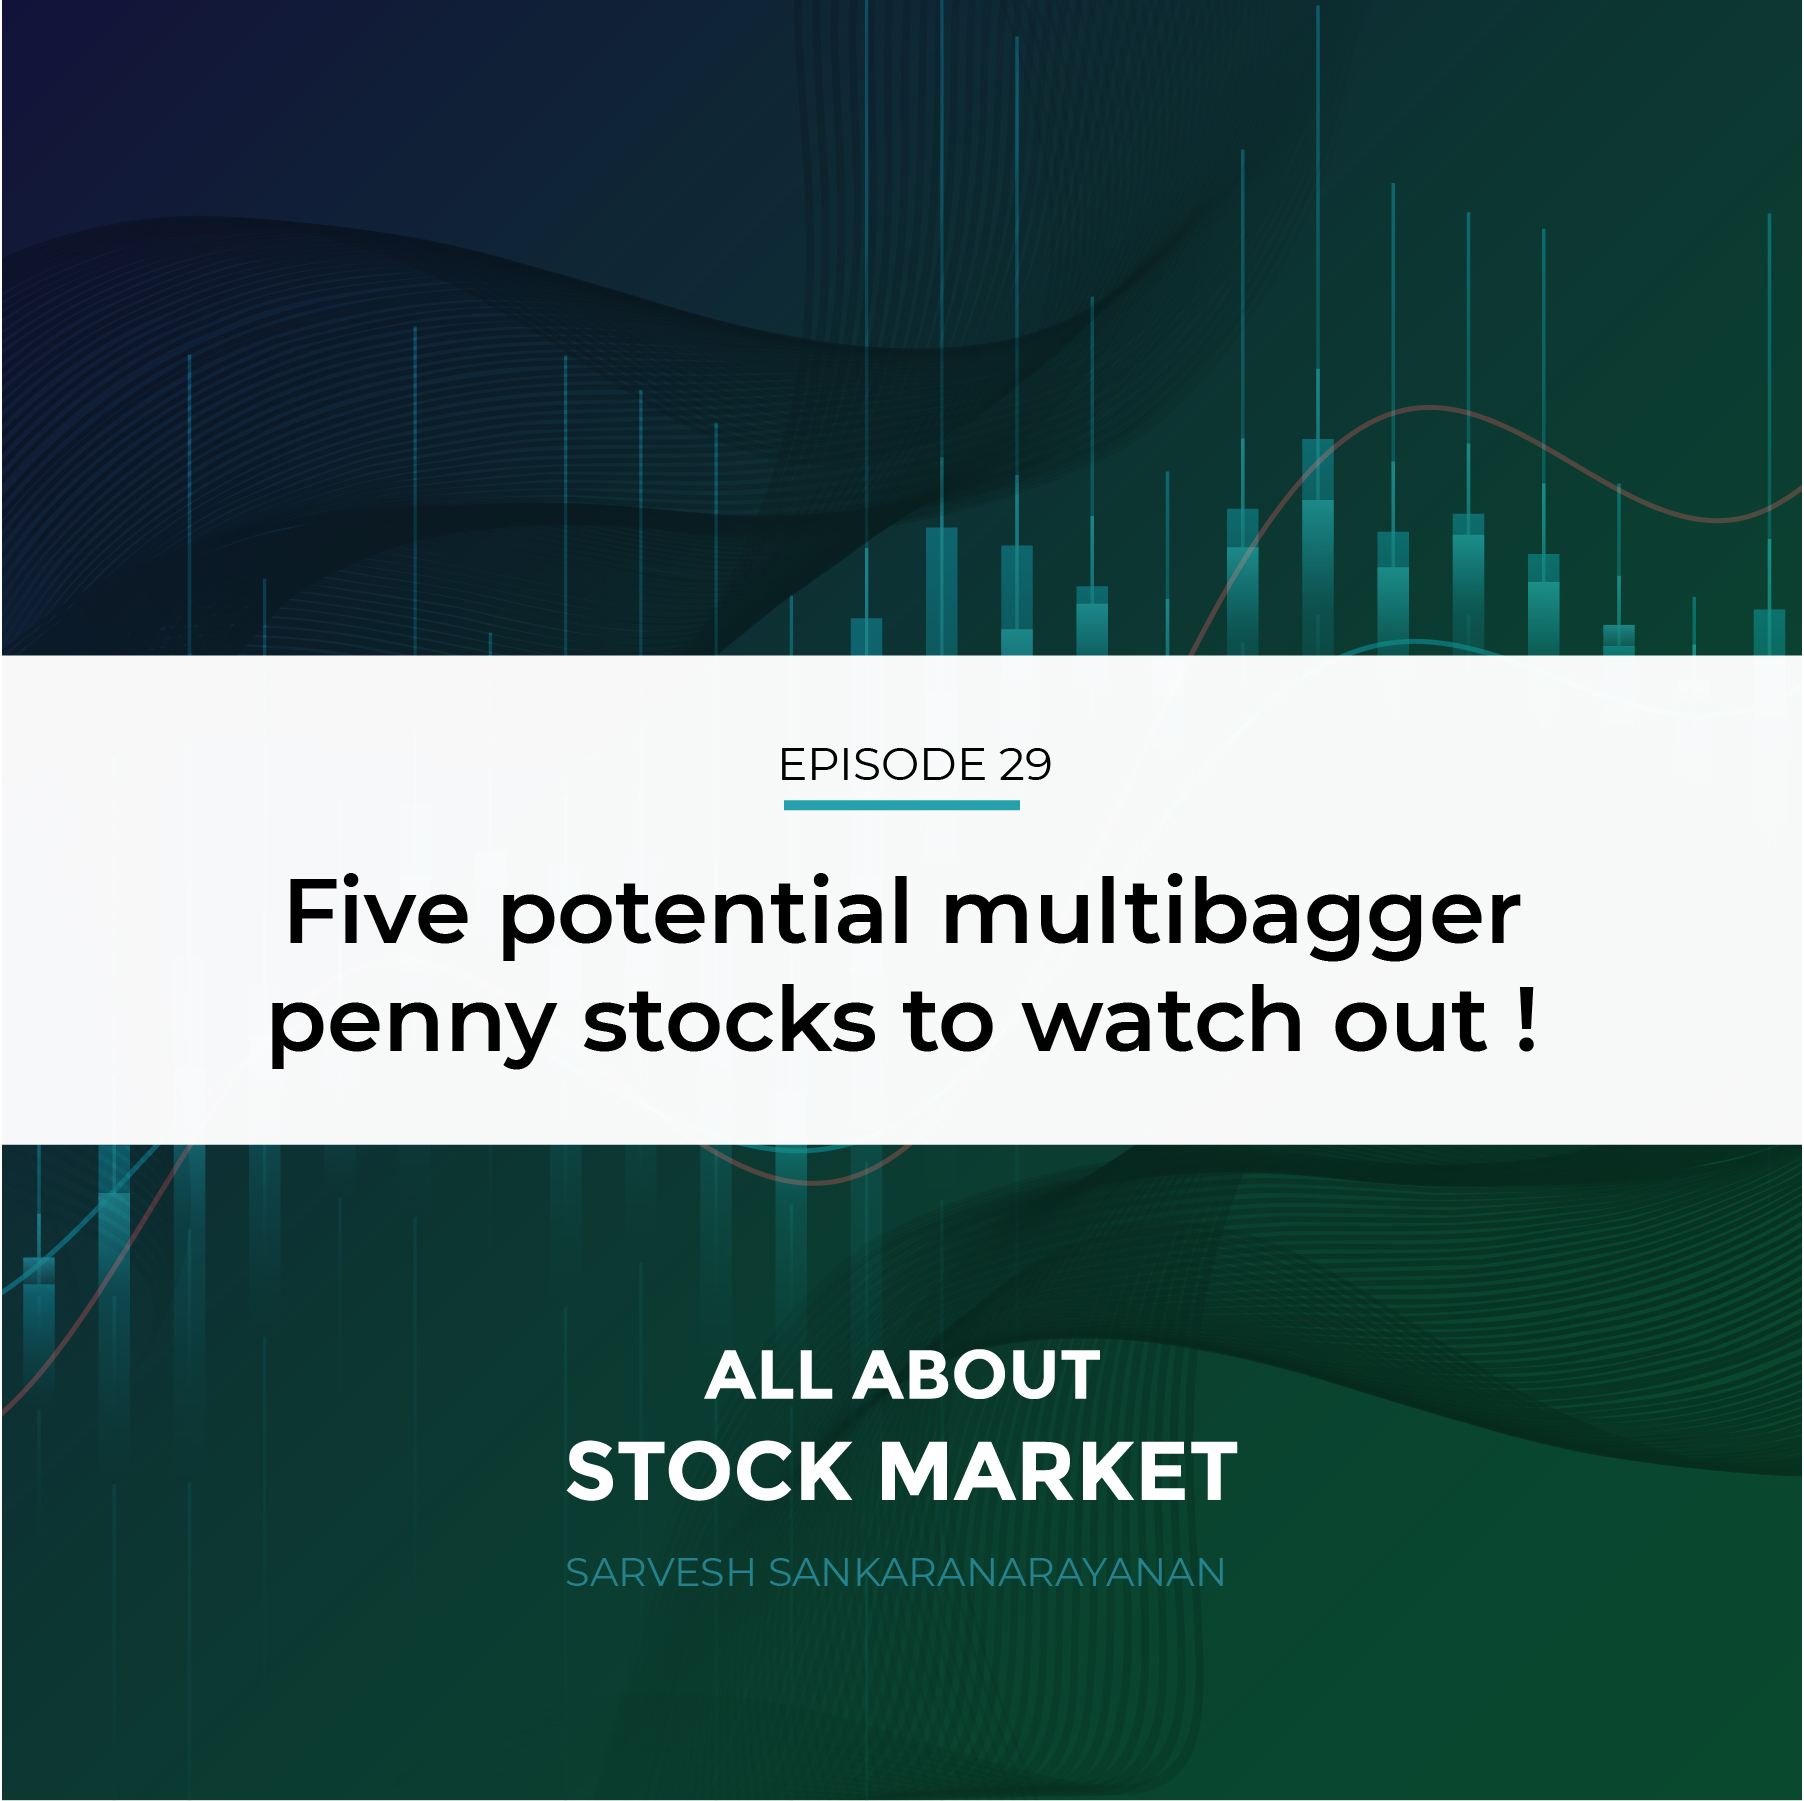 EPISODE 29
Five potential multibagger
penny stocks to watch out !
ALL ABOUT
STOCK MARKET
SARVESH SANKARANARAYANAN